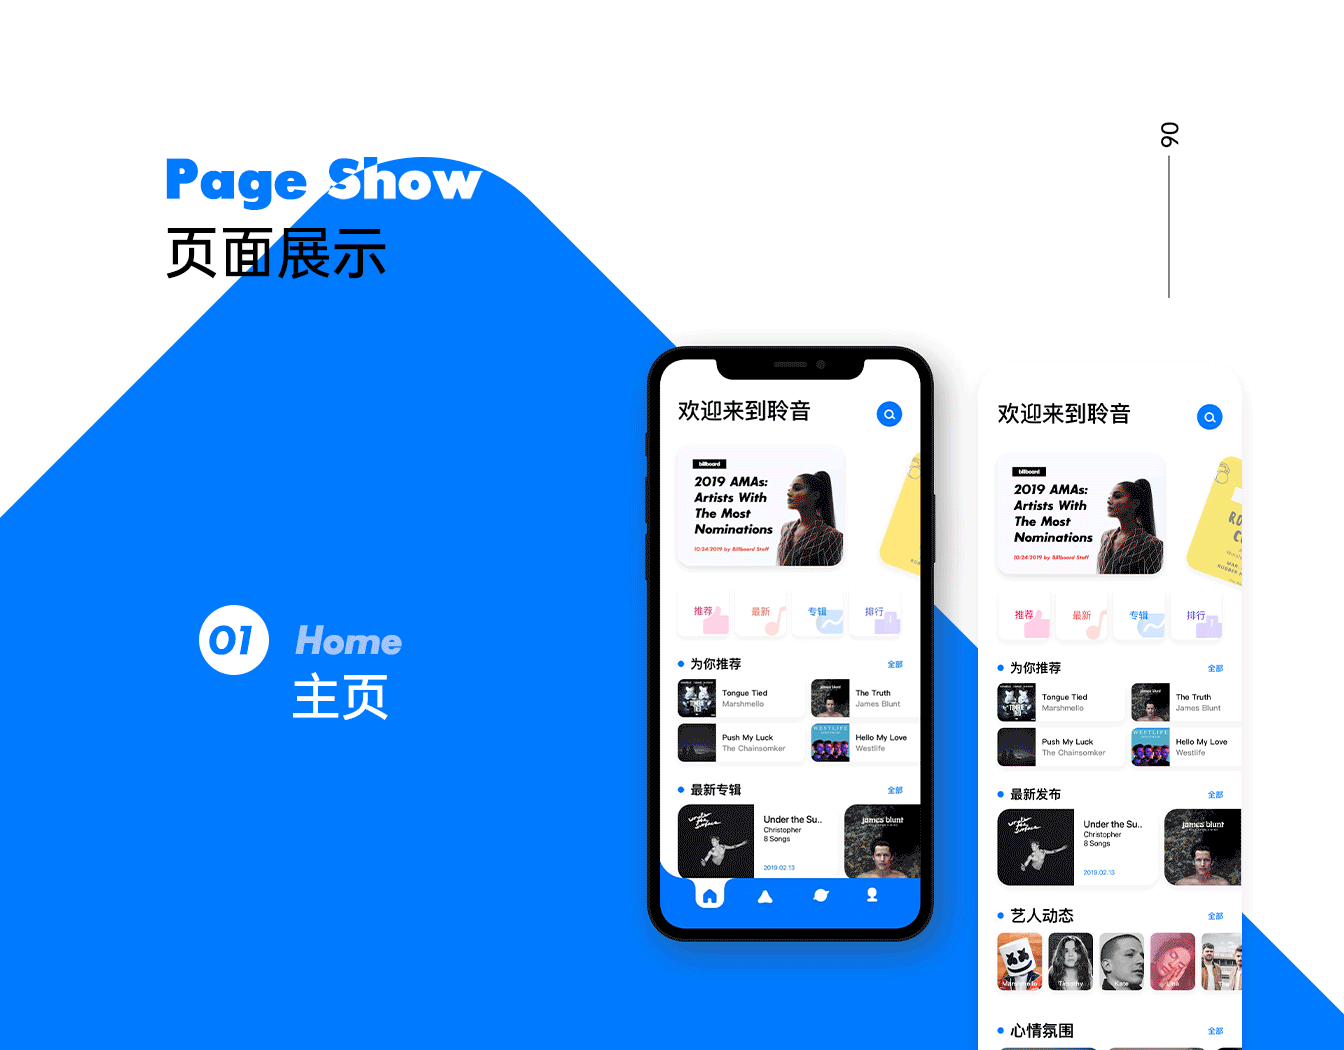 Page Show
页面展示
06
01
Home
主页
欢迎来到聆音
billboard
2019 AMAs:
Artists With
The Most
Nominations
10/24/2019 by Billboard Staff
推荐
最新
专辑
排行
为你推荐
全部
Tongue Tied
Marshmello
The Truth
James Blunt
Push My Luck
The Chainsomker
WESTLIFE
Hello My Love
Westlife
最新专辑
全部
Under the Su..
Christopher
8 Songs
2019.02.13
james blunt
欢迎来到聆音
billboard
2019 AMAs:
Artists With
The Most
Nominations
10/24/2019 by Billboard Staff
推荐
最新
专辑
排行
为你推荐
全部
Tongue Tied
Marshmello
The Truth
James Blunt
Push My Luck
The Chainsomker
WESTLIFE
Hello My Love
Westlife
最新发布
全部
Under the Su..
Christopher
8 Songs
2019.02.13
james blunt
艺人动态
全部
Marshmello
Timothy
Kate
Lina
The
心情氛围
全部